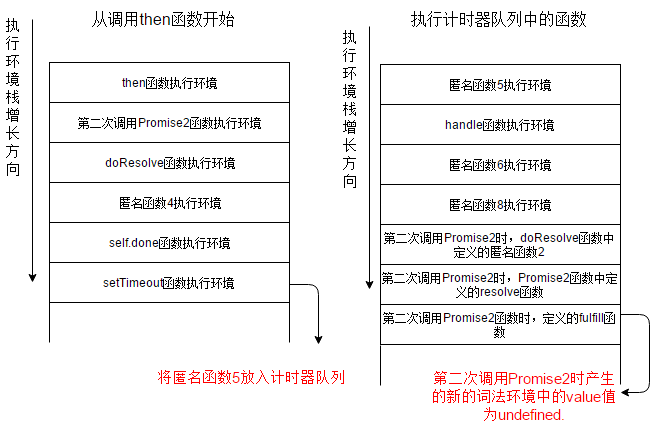 从调用then函数开始
执行环境栈增长方向
then函数执行环境
第二次调用Promise2函数执行环境
doResolve函数执行环境
匿名函数4执行环境
self.done函数执行环境
setTimeout函数执行环境
将匿名函数5放入计时器队列
执行计时器队列中的函数
执行环境栈增长方向
匿名函数5执行环境
handle函数执行环境
匿名函数6执行环境
匿名函数8执行环境
第二次调用Promise2时，doResolve函数中
定义的匿名函数2
第二次调用Promise2时，Promise2函数中定
义的resolve函数
第二次调用Promise2函数时，定义的fulfill函
数
第二次调用Promise2时产生
的新的词法环境中的value值
为undefined.